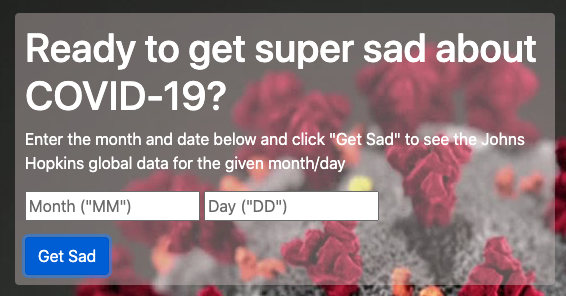 Ready to get super sad about
COVID-19?
Enter the month and date below and click "Get Sad" to see the Johns
Hopkins global data for the given month/day
Month ("MM") Day ("DD")
Get Sad